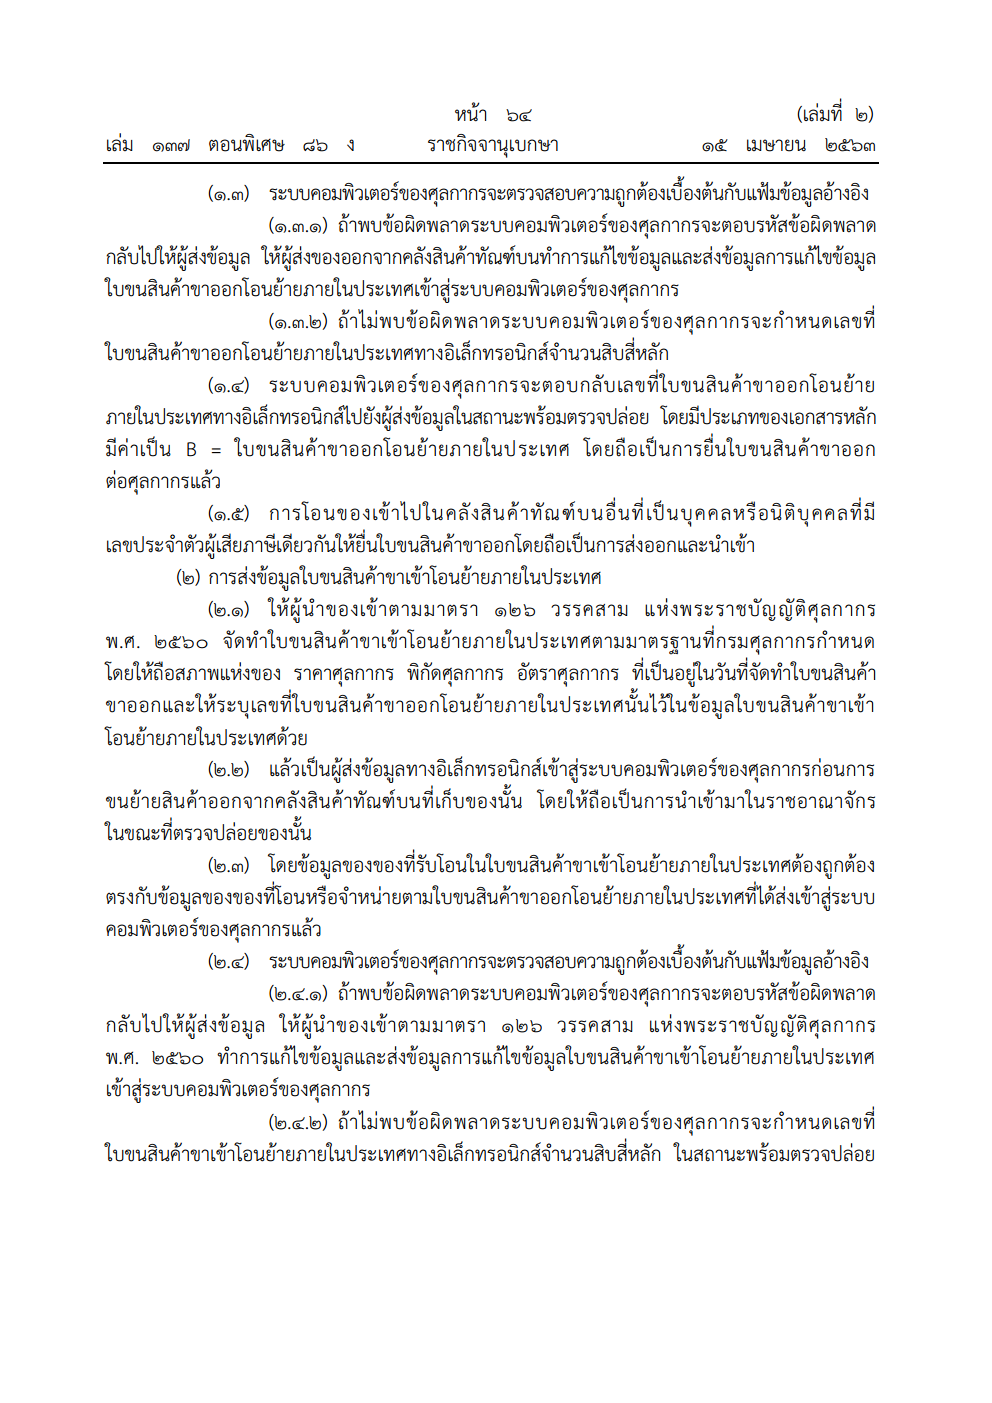 หน้า ๖๔
(เล่มที่ ๒)
เล่ม ๑๓๗ ตอนพิเศษ ๘๖ ง ราชกิจจานุเบกษา ๑๕ เมษายน ๒๕๖๓
(๑.๓) ระบบคอมพิวเตอร์ของศุลกากรจะตรวจสอบความถูกต้องเบื้องต้นกับแฟ้มข้อมูลอ้างอิง
(๑.๓.๑) ถ้าพบข้อผิดพลาดระบบคอมพิวเตอร์ของศุลกากรจะตอบรหัสข้อผิดพลาด
กลับไปให้ผู้ส่งข้อมูล ให้ผู้ส่งของออกจากคลังสินค้าทัณฑ์บนทำการแก้ไขข้อมูลและส่งข้อมูลการแก้ไขข้อมูล
ใบขนสินค้าขาออกโอนย้ายภายในประเทศเข้าสู่ระบบคอมพิวเตอร์ของศุลกากร
(๑.๓.๒) ถ้าไม่พบข้อผิดพลาดระบบคอมพิวเตอร์ของศุลกากรจะกำหนดเลขที่
ใบขนสินค้าขาออกโอนย้ายภายในประเทศทางอิเล็กทรอนิกส์จำนวนสิบสี่หลัก
(๑.๔) ระบบคอมพิวเตอร์ของศุลกากรจะตอบกลับเลขที่ใบขนสินค้าขาออกโอนย้าย
ภายในประเทศทางอิเล็กทรอนิกส์ไปยังผู้ส่งข้อมูลในสถานะพร้อมตรวจปล่อย โดยมีประเภทของเอกสารหลัก
มีค่าเป็น B = ใบขนสินค้าขาออกโอนย้ายภายในประเทศ โดยถือเป็นการยื่นใบขนสินค้าขาออก
ต่อศุลกากรแล้ว
(๑.๕) การโอนของเข้าไปในคลังสินค้าทัณฑ์บนอื่นที่เป็นบุคคลหรือนิติบุคคลที่มี
เลขประจำตัวผู้เสียภาษีเดียวกันให้ยื่นใบขนสินค้าขาออกโดยถือเป็นการส่งออกและนำเข้า
(๒) การส่งข้อมูลใบขนสินค้าขาเข้าโอนย้ายภายในประเทศ
(๒.๑) ให้ผู้นำของเข้าตามมาตรา ๑๒๖ วรรคสาม แห่งพระราชบัญญัติศุลกากร
พ.ศ. ๒๕๖๐ จัดทำใบขนสินค้าขาเข้าโอนย้ายภายในประเทศตามมาตรฐานที่กรมศุลกากรกำหนด
โดยให้ถือสภาพแห่งของ ราคาศุลกากร พิกัดศุลกากร อัตราศุลกากร ที่เป็นอยู่ในวันที่จัดทำใบขนสินค้า
ขาออกและให้ระบุเลขที่ใบขนสินค้าขาออกโอนย้ายภายในประเทศนั้นไว้ในข้อมูลใบขนสินค้าขาเข้า
โอนย้ายภายในประเทศด้วย
(๒.๒) แล้วเป็นผู้ส่งข้อมูลทางอิเล็กทรอนิกส์เข้าสู่ระบบคอมพิวเตอร์ของศุลกากรก่อนการ
ขนย้ายสินค้าออกจากคลังสินค้าทัณฑ์บนที่เก็บของนั้น โดยให้ถือเป็นการนำเข้ามาในราชอาณาจักร
ในขณะที่ตรวจปล่อยของนั้น
(๒.๓) โดยข้อมูลของของที่รับโอนในใบขนสินค้าขาเข้าโอนย้ายภายในประเทศต้องถูกต้อง
ตรงกับข้อมูลของของที่โอนหรือจำหน่ายตามใบขนสินค้าขาออกโอนย้ายภายในประเทศที่ได้ส่งเข้าสู่ระบบ
คอมพิวเตอร์ของศุลกากรแล้ว
(๒.๔) ระบบคอมพิวเตอร์ของศุลกากรจะตรวจสอบความถูกต้องเบื้องต้นกับแฟ้มข้อมูลอ้างอิง
(๒.๔.๑) ถ้าพบข้อผิดพลาดระบบคอมพิวเตอร์ของศุลกากรจะตอบรหัสข้อผิดพลาด
กลับไปให้ผู้ส่งข้อมูล ให้ผู้นำของเข้าตามมาตรา ๑๒๖ วรรคสาม แห่งพระราชบัญญัติศุลกากร
พ.ศ. ๒๕๖๐ ทำการแก้ไขข้อมูลและส่งข้อมูลการแก้ไขข้อมูลใบขนสินค้าขาเข้าโอนย้ายภายในประเทศ
เข้าสู่ระบบคอมพิวเตอร์ของศุลกากร
(๒.๔.๒) ถ้าไม่พบข้อผิดพลาดระบบคอมพิวเตอร์ของศุลกากรจะกำหนดเลขที่
ใบขนสินค้าขาเข้าโอนย้ายภายในประเทศทางอิเล็กทรอนิกส์จำนวนสิบสี่หลัก ในสถานะพร้อมตรวจปล่อย